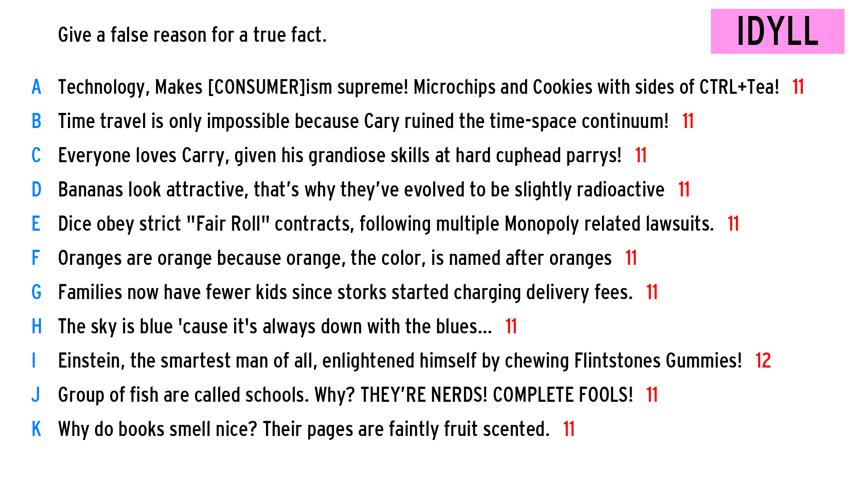 Give a false reason for a true fact.
IDYLL
A Technology, Makes [CONSUMER]ism supreme! Microchips and Cookies with sides of CTRL+Tea! 11
B Time travel is only impossible because Cary ruined the time-space continuum! 11
C Everyone loves Carry, given his grandiose skills at hard cuphead parrys! 11
D Bananas look attractive, that's why they've evolved to be slightly radioactive 11
E Dice obey strict "Fair Roll" contracts, following multiple Monopoly related lawsuits. 11
F Oranges are orange because orange, the color, is named after oranges 11
G Families now have fewer kids since storks started charging delivery fees. 11
H The sky is blue 'cause it's always down with the blues... 11
I Einstein, the smartest man of all, enlightened himself by chewing Flintstones Gummies! 12
J Group of fish are called schools. Why? THEY'RE NERDS! COMPLETE FOOLS! 11
K Why do books smell nice? Their pages are faintly fruit scented. 11